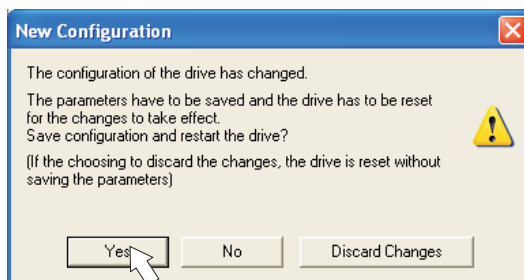 New Configuration
The configuration of the drive has changed.
The parameters have to be saved and the drive has to be reset
for the changes to take effect.
Save configuration and restart the drive?
(If the choosing to discard the changes, the drive is reset without
saving the parameters)
Yes No Discard Changes